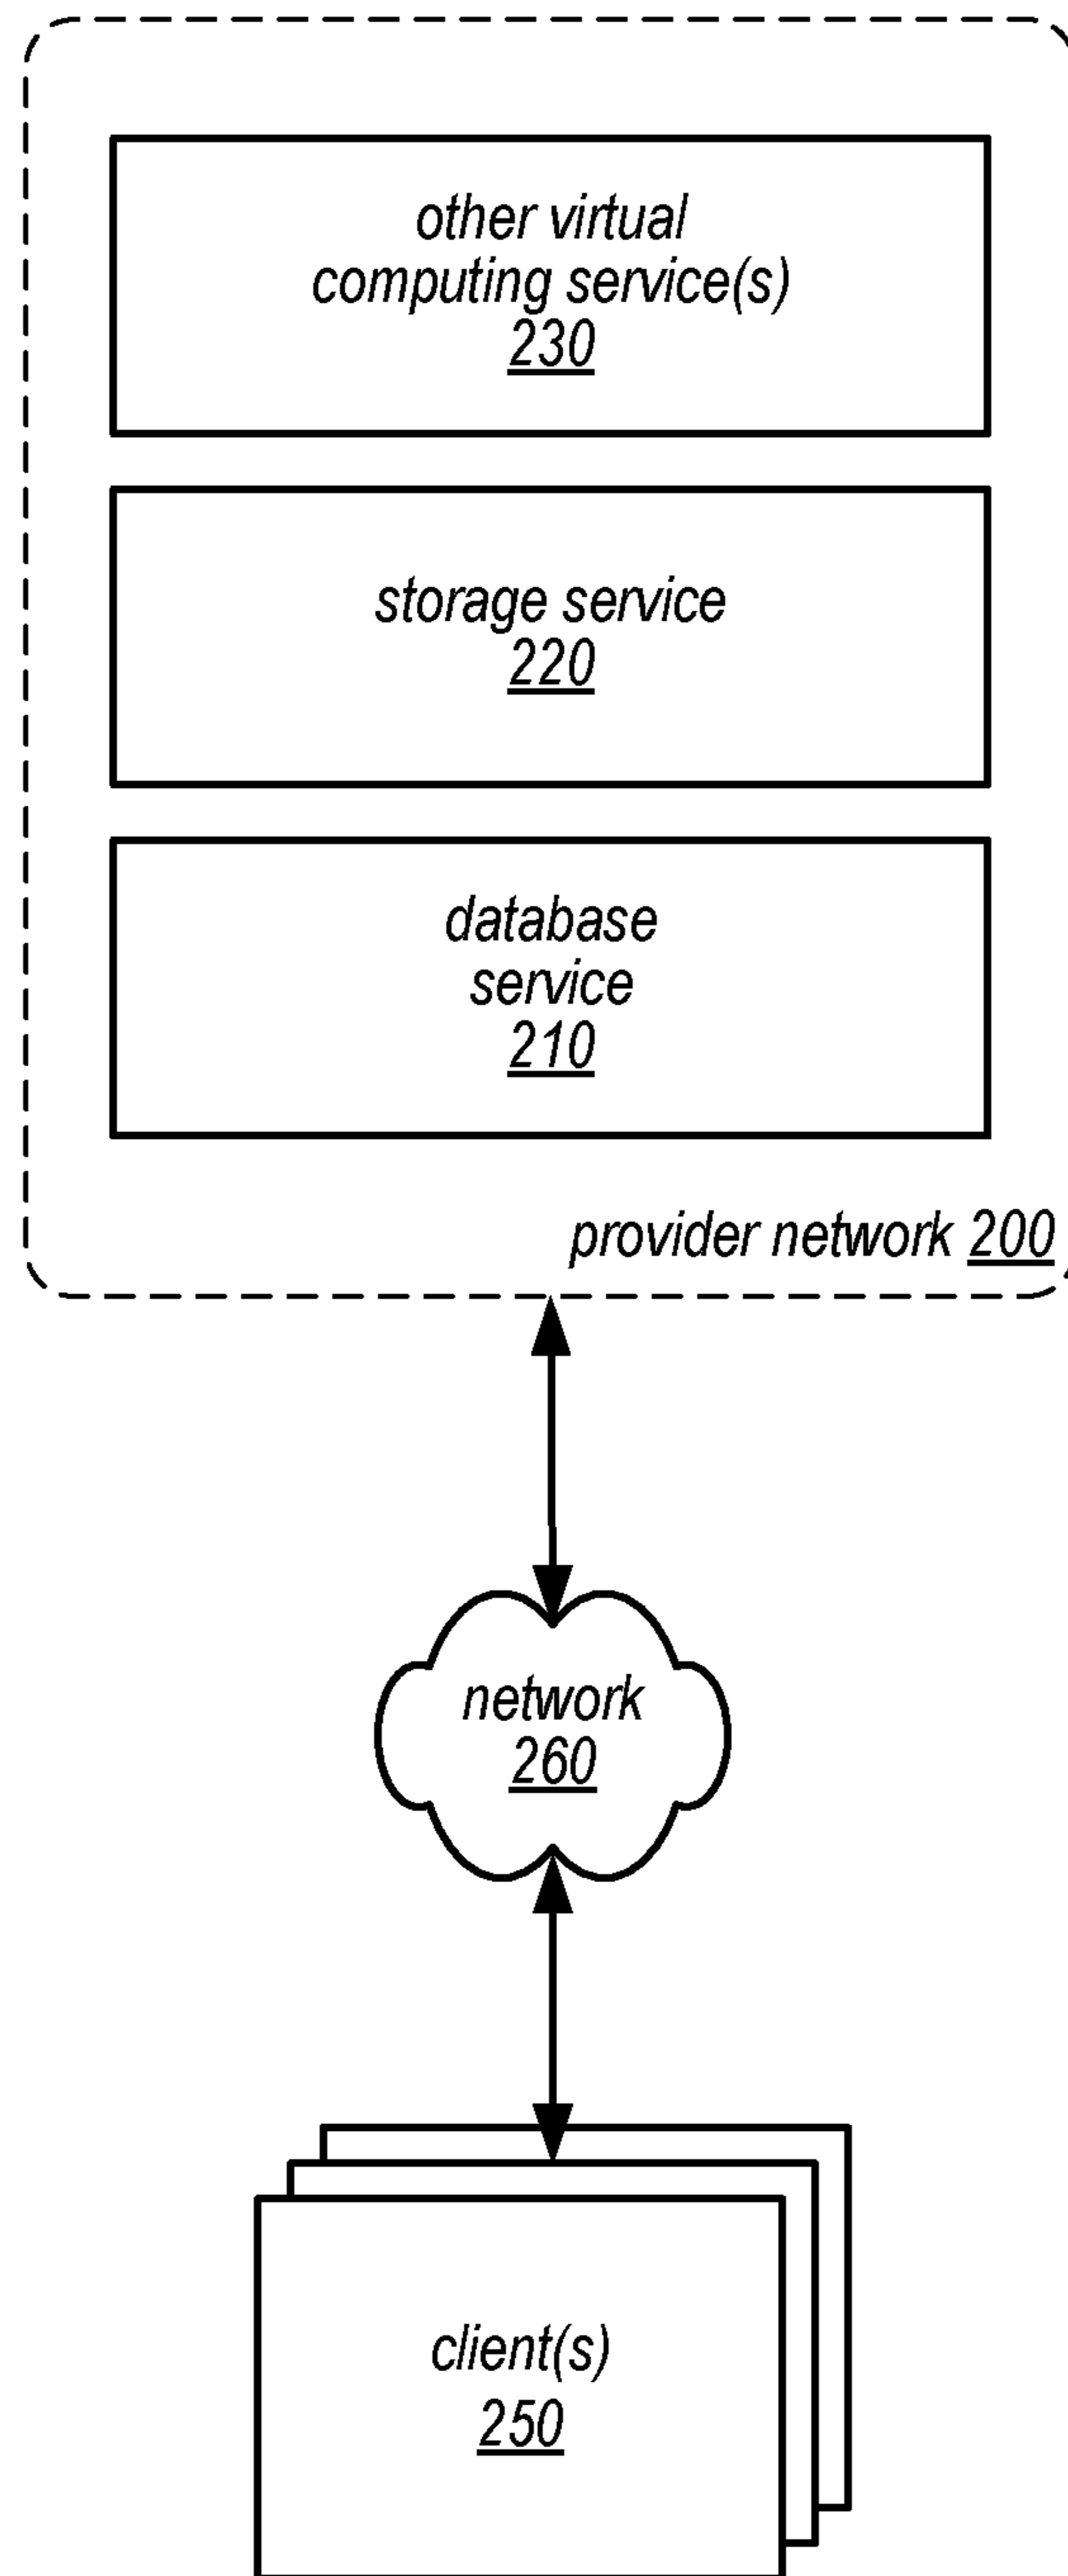 other virtual
computing service(s)
230
storage service
220
database
service
210
provider network 200
network
260
client(s)
250